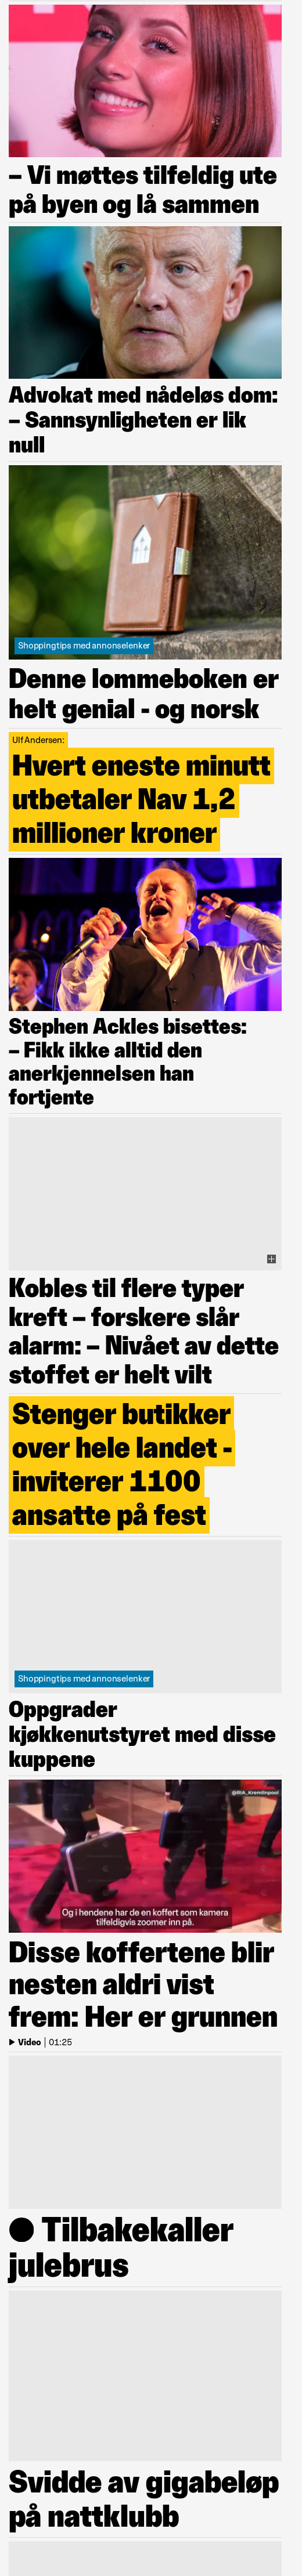 – Vi møttes tilfeldig ute
på byen og lå sammen
Advokat med nådeløs dom:
– Sannsynligheten er lik
null
Shoppingtips med annonselenker
Denne lommeboken er
helt genial - og norsk
Ulf Andersen:
Hvert eneste minutt
utbetaler Nav 1,2
millioner kroner
Stephen Ackles bisettes:
– Fikk ikke alltid den
anerkjennelsen han
fortjente
Kobles til flere typer
kreft – forskere slår
alarm: – Nivået av dette
stoffet er helt vilt
Stenger butikker
over hele landet -
inviterer 1100
ansatte på fest
Shoppingtips med annonselenker
Oppgrader
kjøkkenutstyret med disse
kuppene
@RIA_Kremlinpool
Og i hendene har de en koffert som kamera
tilfeldigvis zoomer inn på.
Disse koffertene blir
nesten aldri vist
frem: Her er grunnen
Video | 01:25
● Tilbakekaller
julebrus
Svidde av gigabeløp
på nattklubb